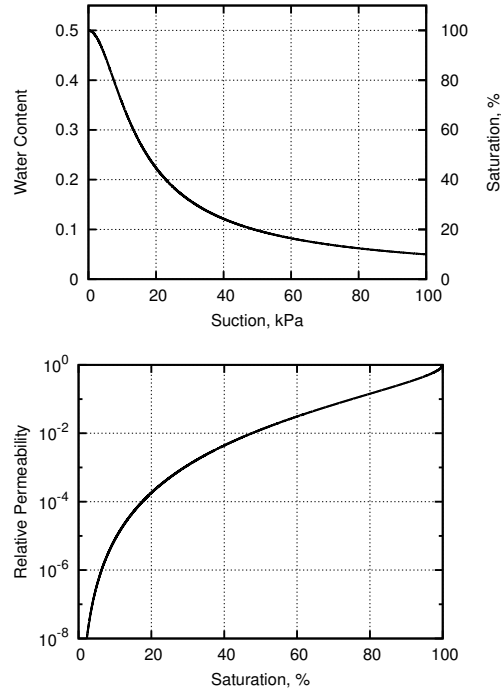 0.5
0.4
0.3
0.2
0.1
0
100
80
60
40
20
0
Water Content
Saturation, %
0 20 40 60 80 100
Suction, kPa
10^0
10^-2
10^-4
10^-6
10^-8
Relative Permeability
0 20 40 60 80 100
Saturation, %